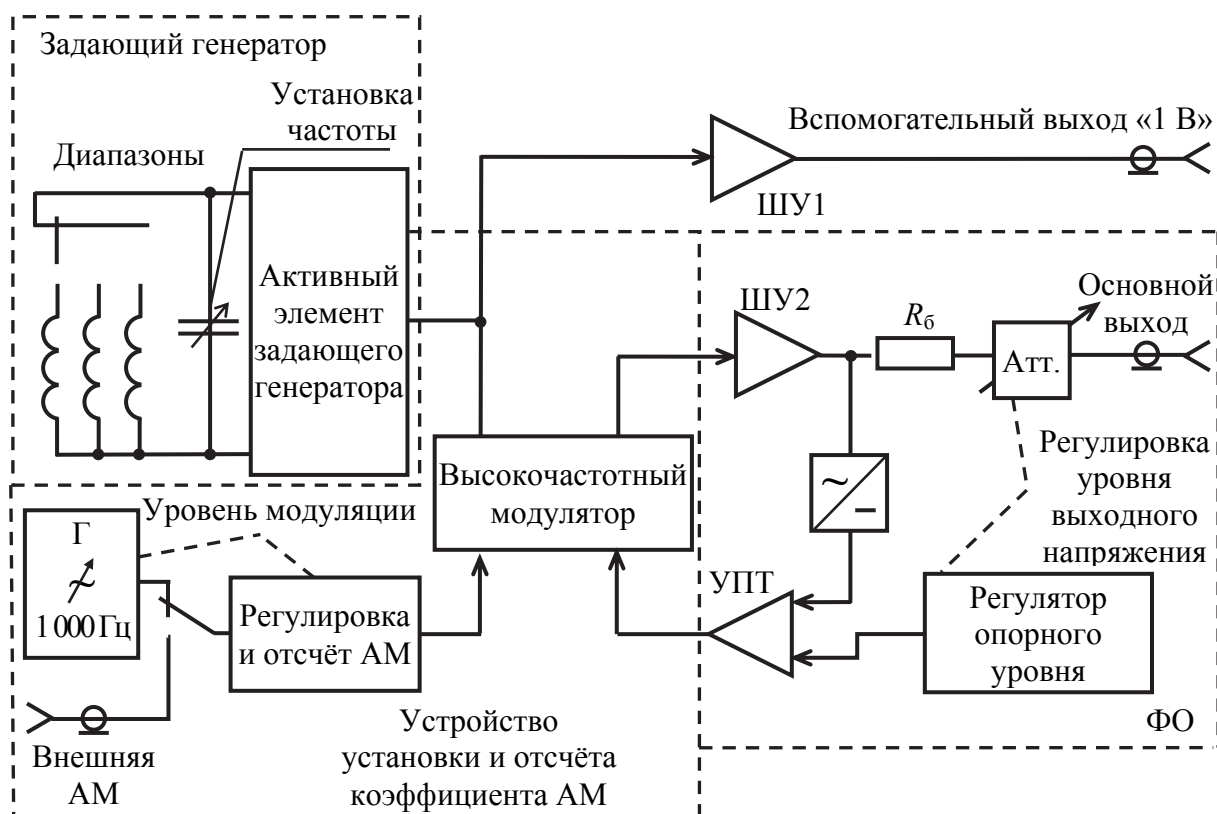 Задающий генератор
Установка
частоты
Диапазоны
Активный
элемент
задающего
генератора
Вспомогательный выход «1 В»
ШУ1
ШУ2
Rб
Атт.
Основной
выход
Высокочастотный
модулятор
Регулировка
уровня
выходного
напряжения
Уровень модуляции
Г
~
1 000 Гц
Регулировка
и отсчёт АМ
~
–
УПТ
Регулятор
опорного
уровня
ФО
Внешняя
АМ
Устройство
установки и отсчёта
коэффициента АМ